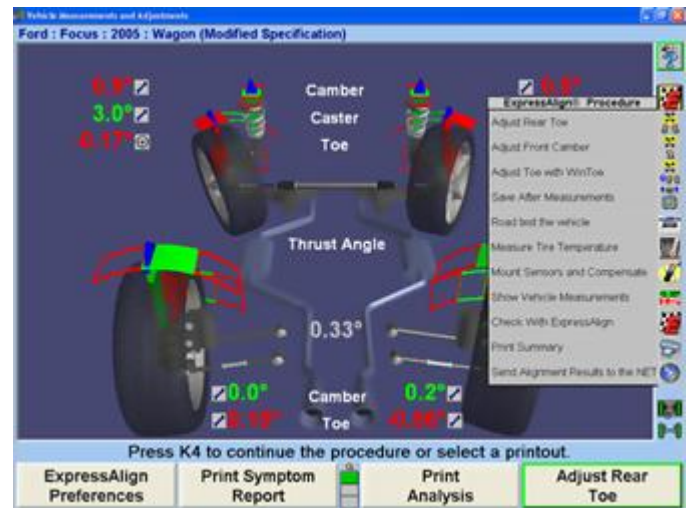 Vehicle Measurements and Adjustments
Ford : Focus : 2005 : Wagon (Modified Specification)
0.9°
Camber
3.0°
Caster
-0.17°
Toe
ExpressAlign® Procedure
Adjust Rear Toe
Adjust Front Camber
Adjust Toe with WinToe
Save After Measurements
Road test the vehicle
Measure Tire Temperature
Mount Sensors and Compensate
Show Vehicle Measurements
Check With ExpressAlign
Print Summary
Send Alignment Results to the NET
Thrust Angle
0.33°
0.0°
Camber
0.2°
Toe
Press K4 to continue the procedure or select a printout.
ExpressAlign
Preferences
Print Symptom
Report
Print
Analysis
Adjust Rear
Toe